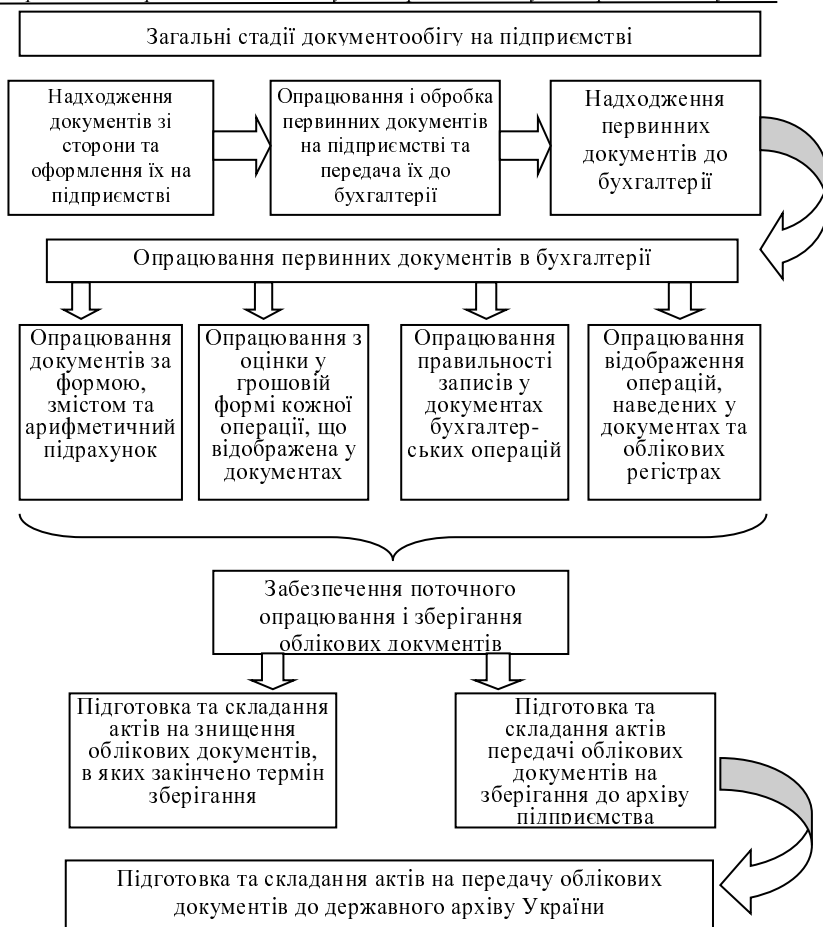 Загальні стадії документообігу на підприємстві
Надходження
документів зі
сторони та
оформлення їх на
підприємстві
Опрацювання і обробка
первинних документів
на підприємстві та
передача їх до
бухгалтерії
Надходження
первинних
документів до
бухгалтерії
Опрацювання первинних документів в бухгалтерії
Опрацювання
документів за
формою,
змістом та
арифметичний
підрахунок
Опрацювання з
оцінки у
грошовій
формі кожної
операції, що
відображена у
документах
Опрацювання
правильності
записів у
документах
бухгалтер-
ських операцій
Опрацювання
відображення
операцій,
наведених у
документах та
облікових
регістрах
Забезпечення поточного
опрацювання і зберігання
облікових документів
Підготовка та складання
актів на знищення
облікових документів,
в яких закінчено термін
зберігання
Підготовка та
складання актів
передачі облікових
документів на
зберігання до архіву
підприємства
Підготовка та складання актів на передачу облікових
документів до державного архіву України